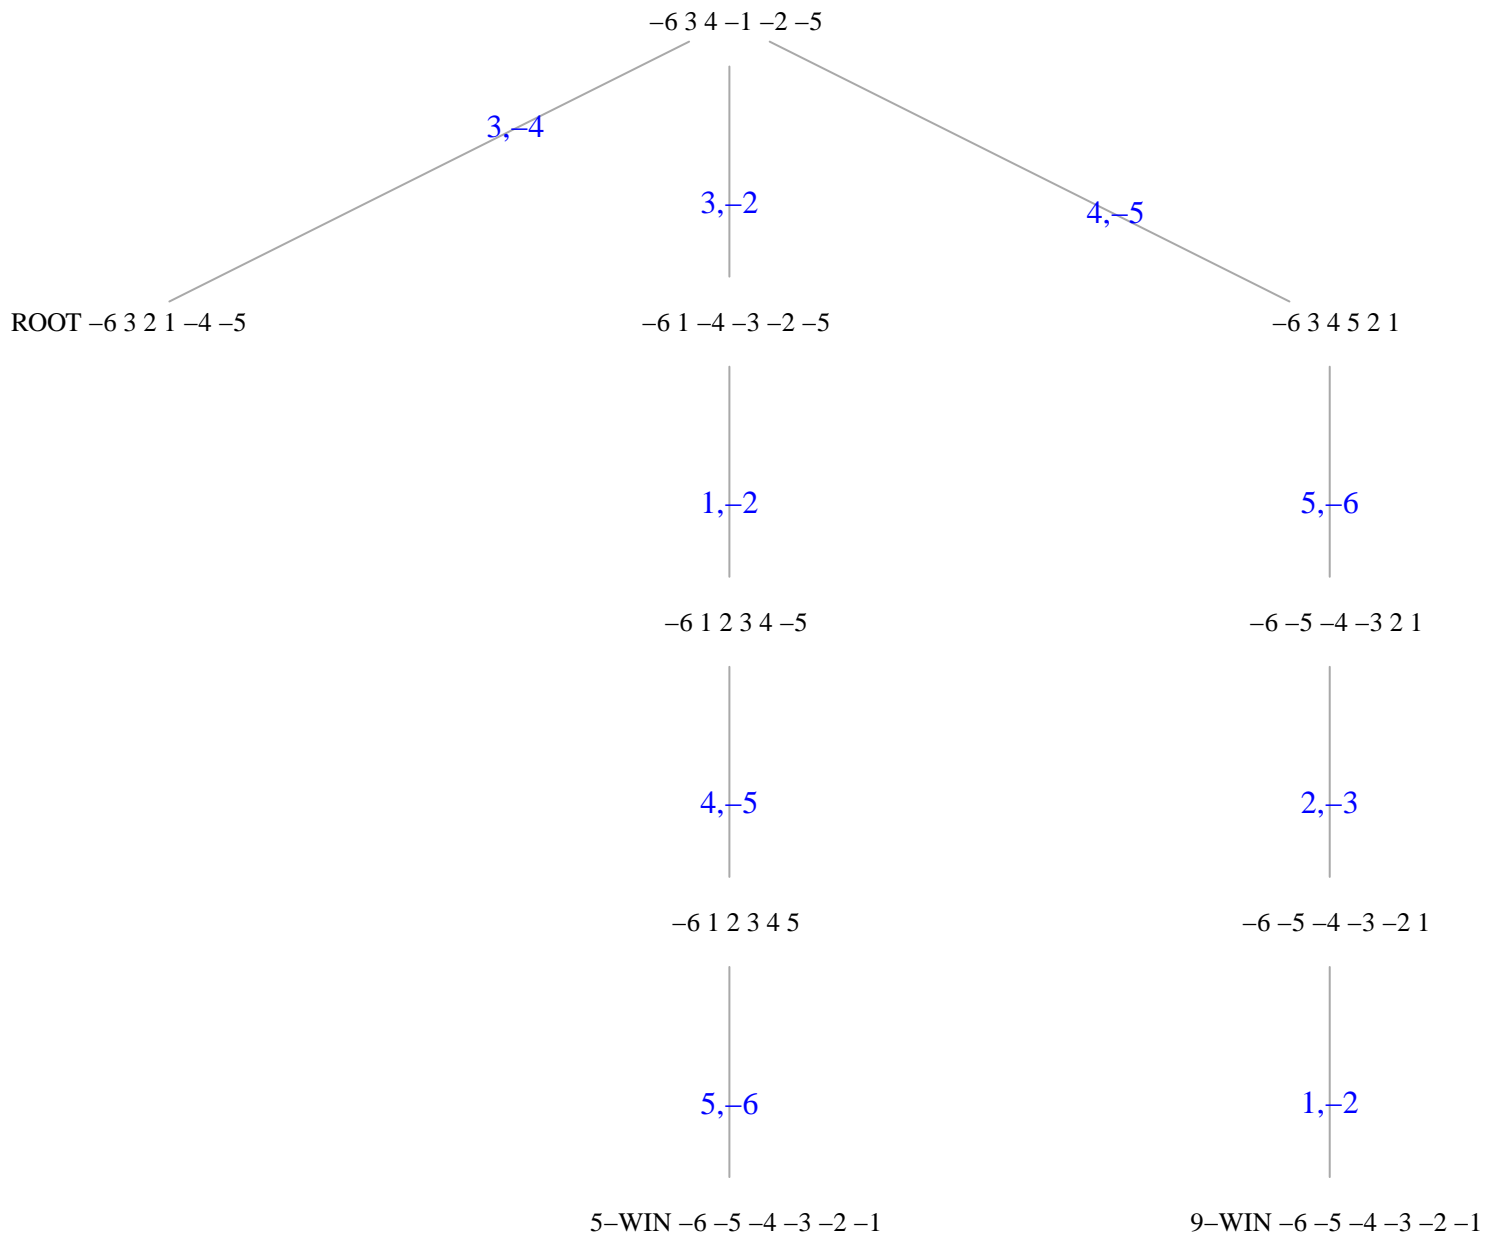 –6 3 4 –1 –2 –5
3,–4
3,–2
4,–5
ROOT –6 3 2 1 –4 –5
–6 1 –4 –3 –2 –5
–6 3 4 5 2 1
1,–2
5,–6
–6 1 2 3 4 –5
–6 –5 –4 –3 2 1
4,–5
2,–3
–6 1 2 3 4 5
–6 –5 –4 –3 –2 1
5,–6
1,–2
5–WIN –6 –5 –4 –3 –2 –1
9–WIN –6 –5 –4 –3 –2 –1